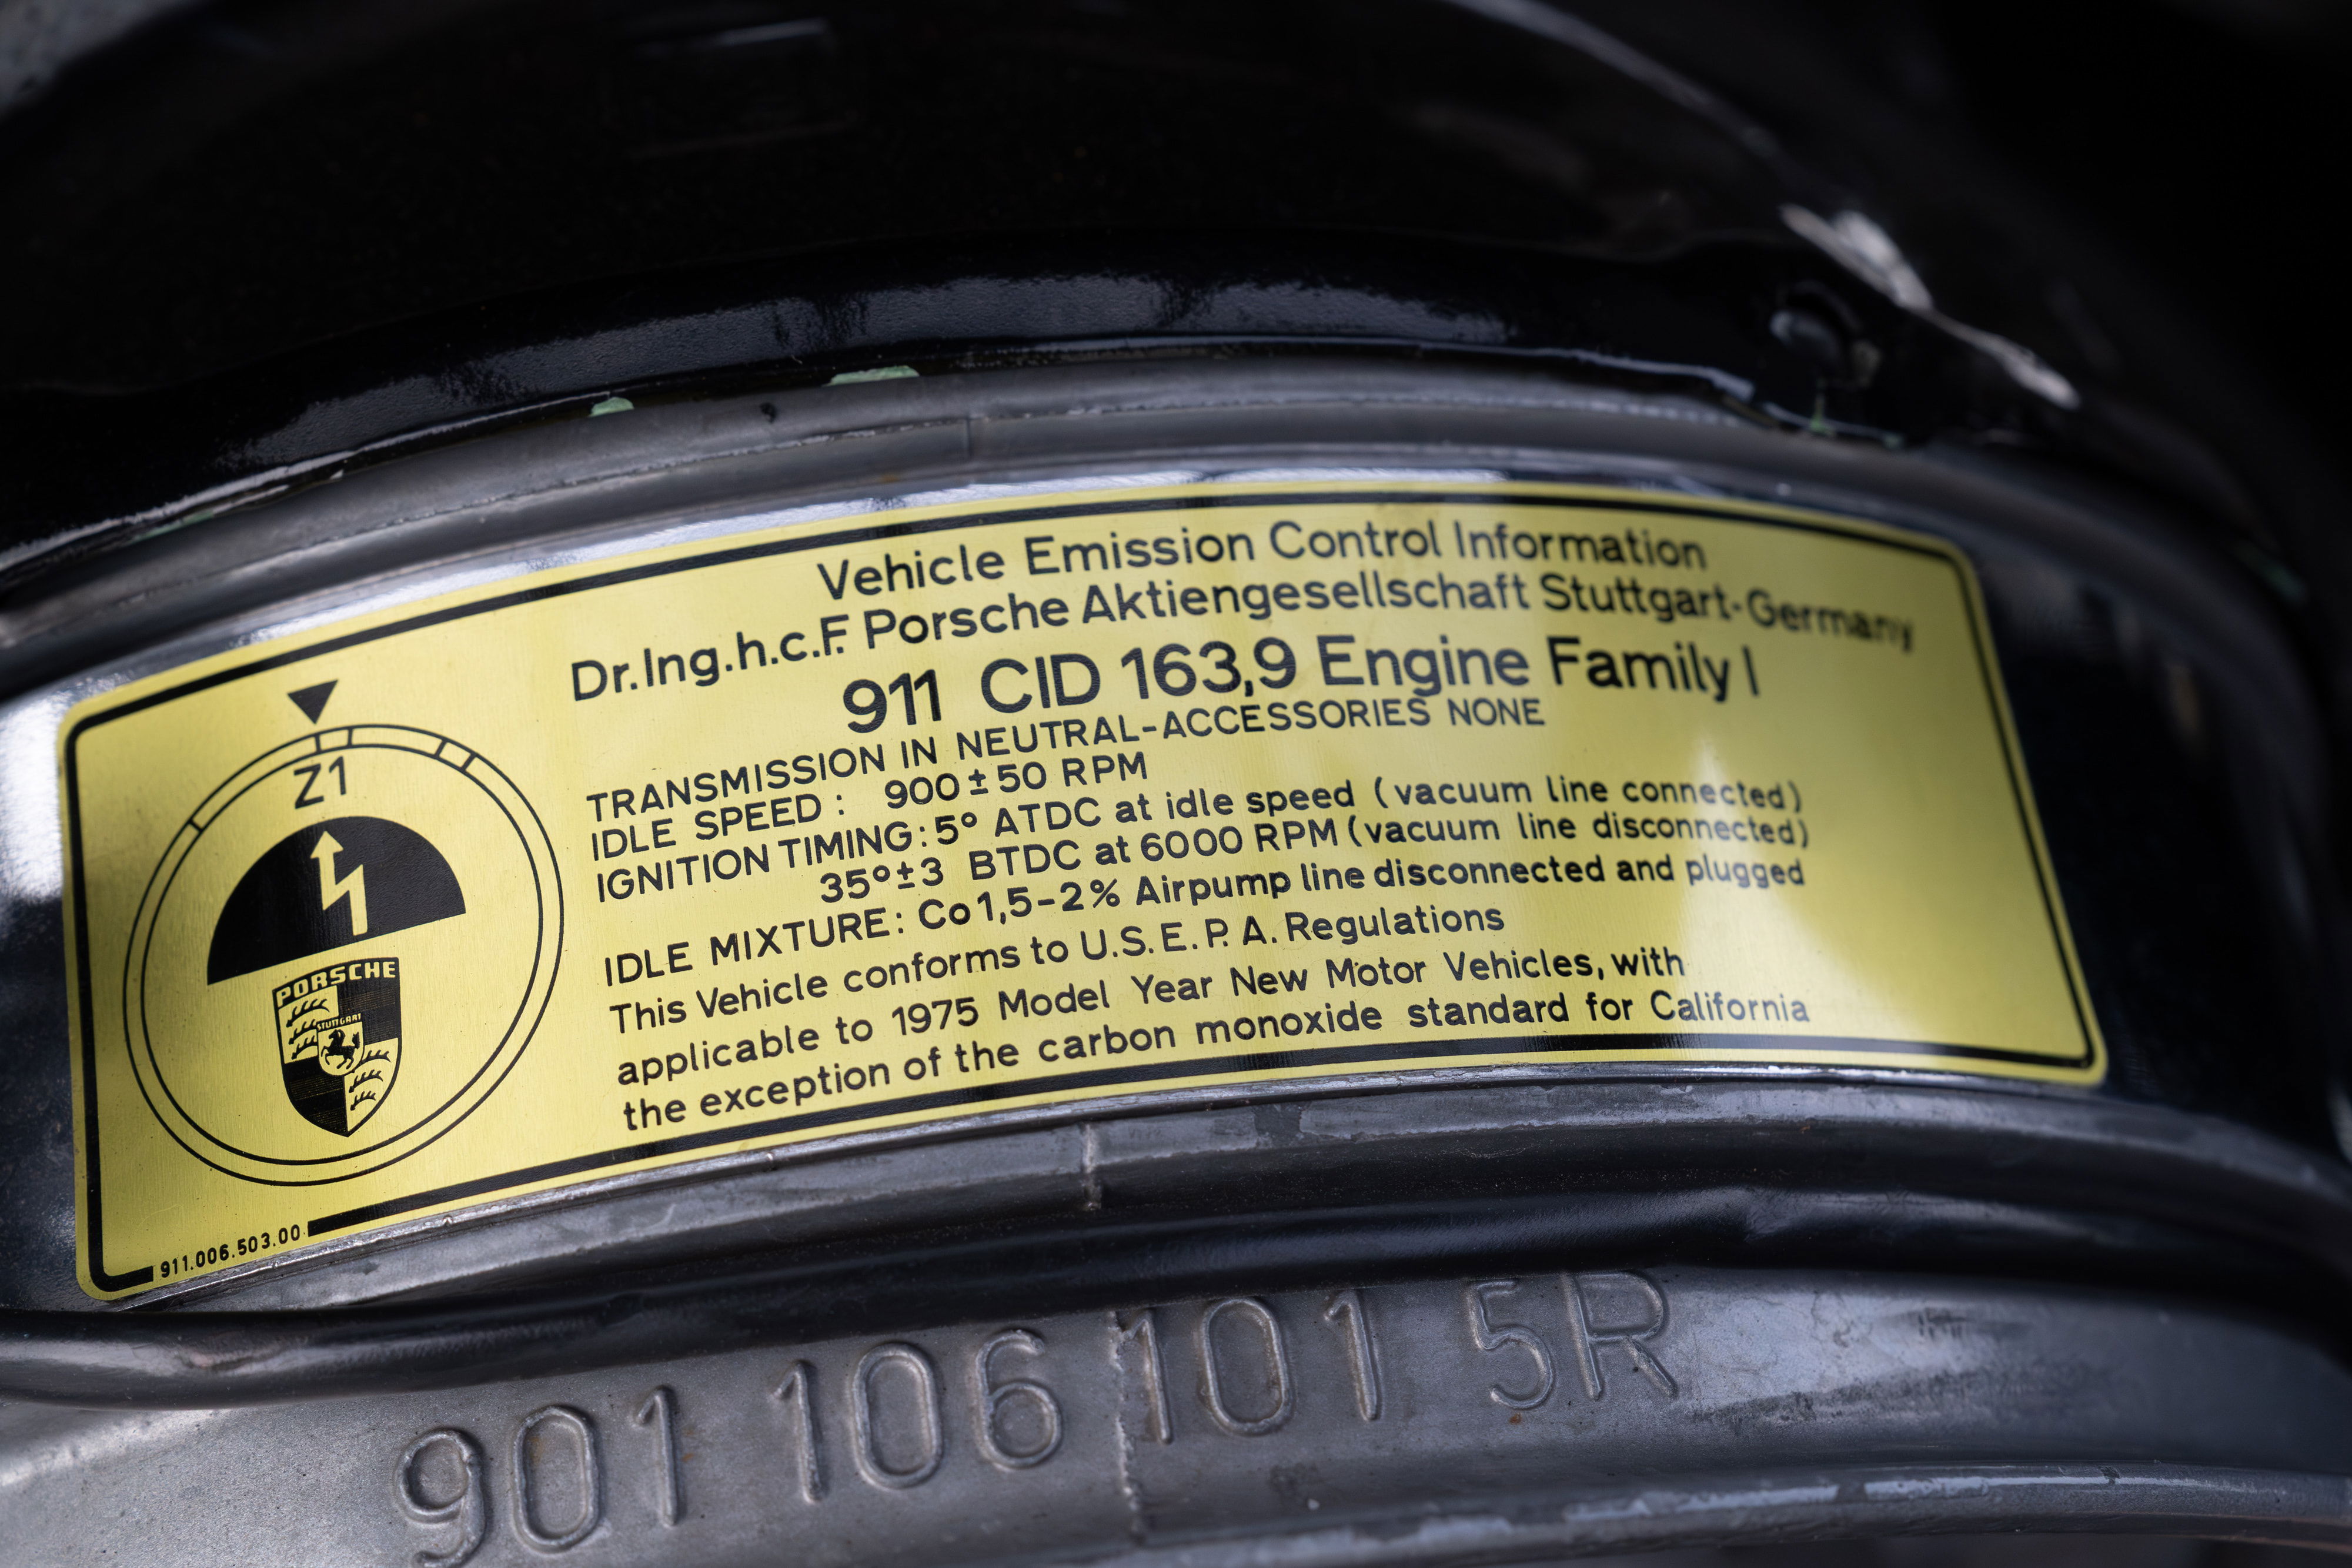 Vehicle Emission Control Information
Dr.Ing.h.c.F. Porsche Aktiengesellschaft Stuttgart-Germany
911 CID 163,9 Engine Family I
TRANSMISSION IN NEUTRAL-ACCESSORIES NONE
IDLE SPEED: 900±50 RPM
IGNITION TIMING: 5° ATDC at idle speed (vacuum line connected)
35°±3 BTDC at 6000 RPM (vacuum line disconnected)
IDLE MIXTURE: Co 1,5-2% Airpump line disconnected and plugged
This Vehicle conforms to U.S.E.P.A. Regulations
applicable to 1975 Model Year New Motor Vehicles, with
the exception of the carbon monoxide standard for California
Z1
PORSCHE
STUTTGART
911.006.503.00
901 106 101 5R